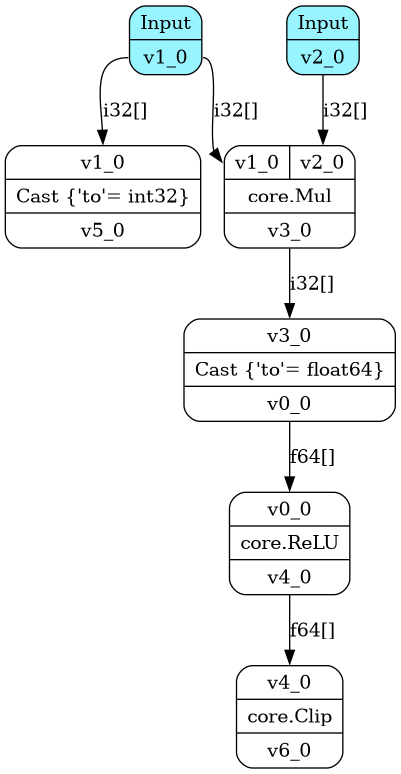 Input
v1_0
Input
v2_0
i32[]
i32[]
i32[]
v1_0
Cast {'to'= int32}
v5_0
v1_0 v2_0
core.Mul
v3_0
i32[]
v3_0
Cast {'to'= float64}
v0_0
f64[]
v0_0
core.ReLU
v4_0
f64[]
v4_0
core.Clip
v6_0